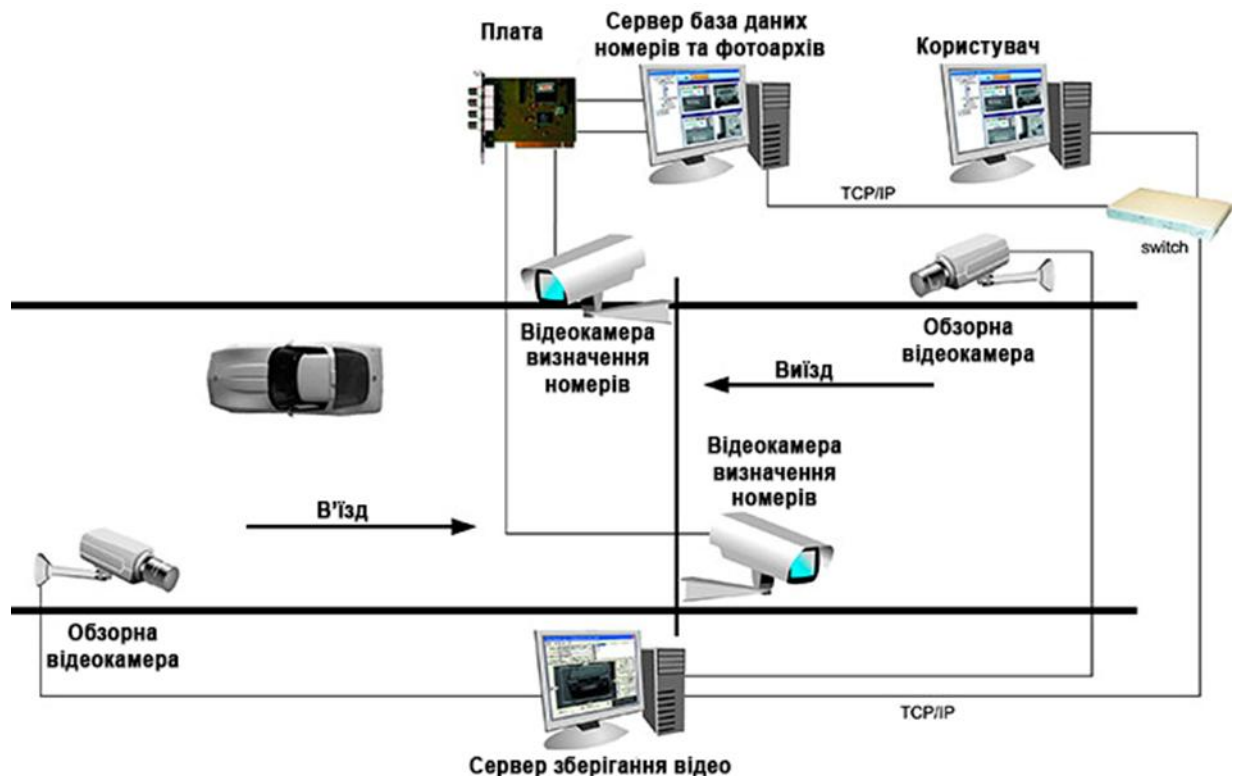 Плата
Сервер база даних
номерів та фотоархів
Користувач
TCP/IP
switch
Відеокамера
визначення
номерів
Обзорна
відеокамера
Виїзд
Відеокамера
визначення
номерів
В'їзд
Обзорна
відеокамера
TCP/IP
Сервер зберігання відео